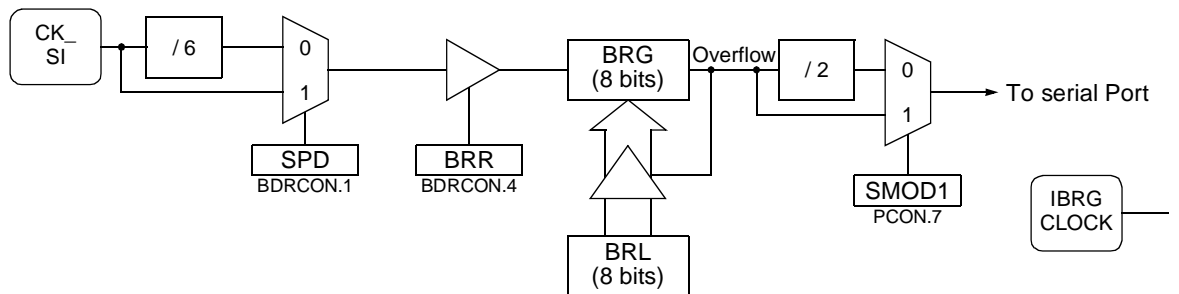 CK_
SI
/ 6
0
1
SPD
BDRCON.1
BRR
BDRCON.4
BRG
(8 bits)
Overflow
BRL
(8 bits)
/ 2
0
1
SMOD1
PCON.7
To serial Port
IBRG
CLOCK